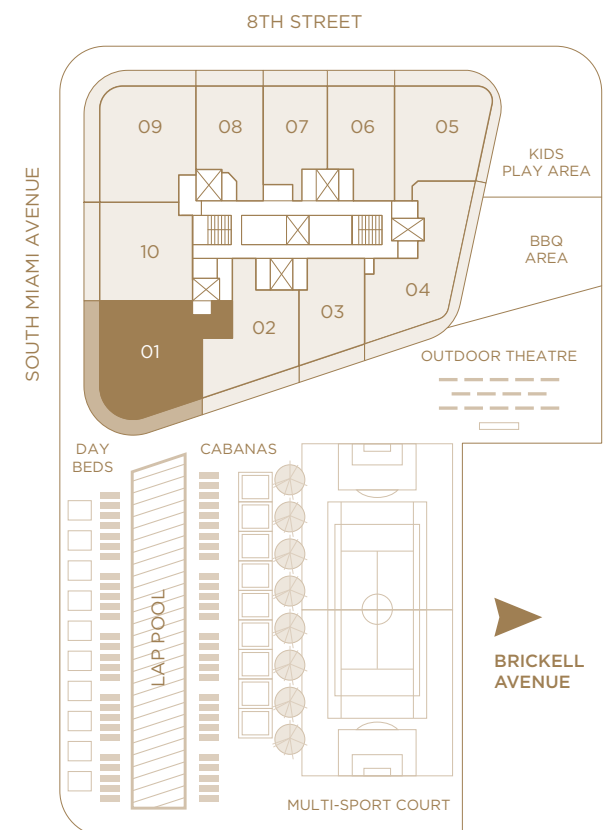 8TH STREET
SOUTH MIAMI AVENUE
09
08
07
06
05
KIDS
PLAY AREA
10
BBQ
AREA
04
03
02
01
OUTDOOR THEATRE
DAY
BEDS
CABANAS
LAP POOL
BRICKELL
AVENUE
MULTI-SPORT COURT